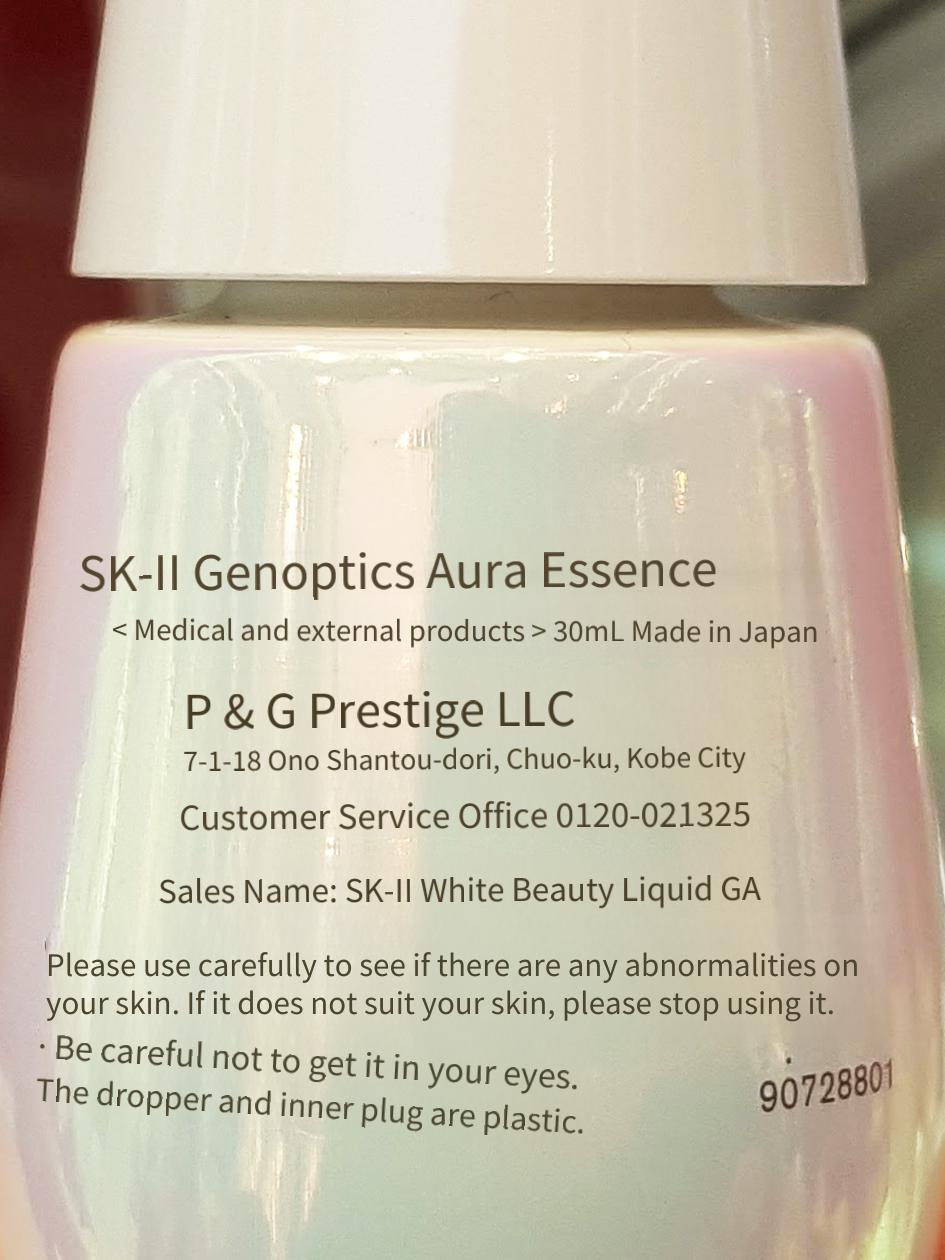 SK-II Genoptics Aura Essence
< Medical and external products > 30mL Made in Japan
P & G Prestige LLC
7-1-18 Ono Shantou-dori, Chuo-ku, Kobe City
Customer Service Office 0120-021325
Sales Name: SK-II White Beauty Liquid GA
Please use carefully to see if there are any abnormalities on
your skin. If it does not suit your skin, please stop using it.
· Be careful not to get it in your eyes.
The dropper and inner plug are plastic.
90728801